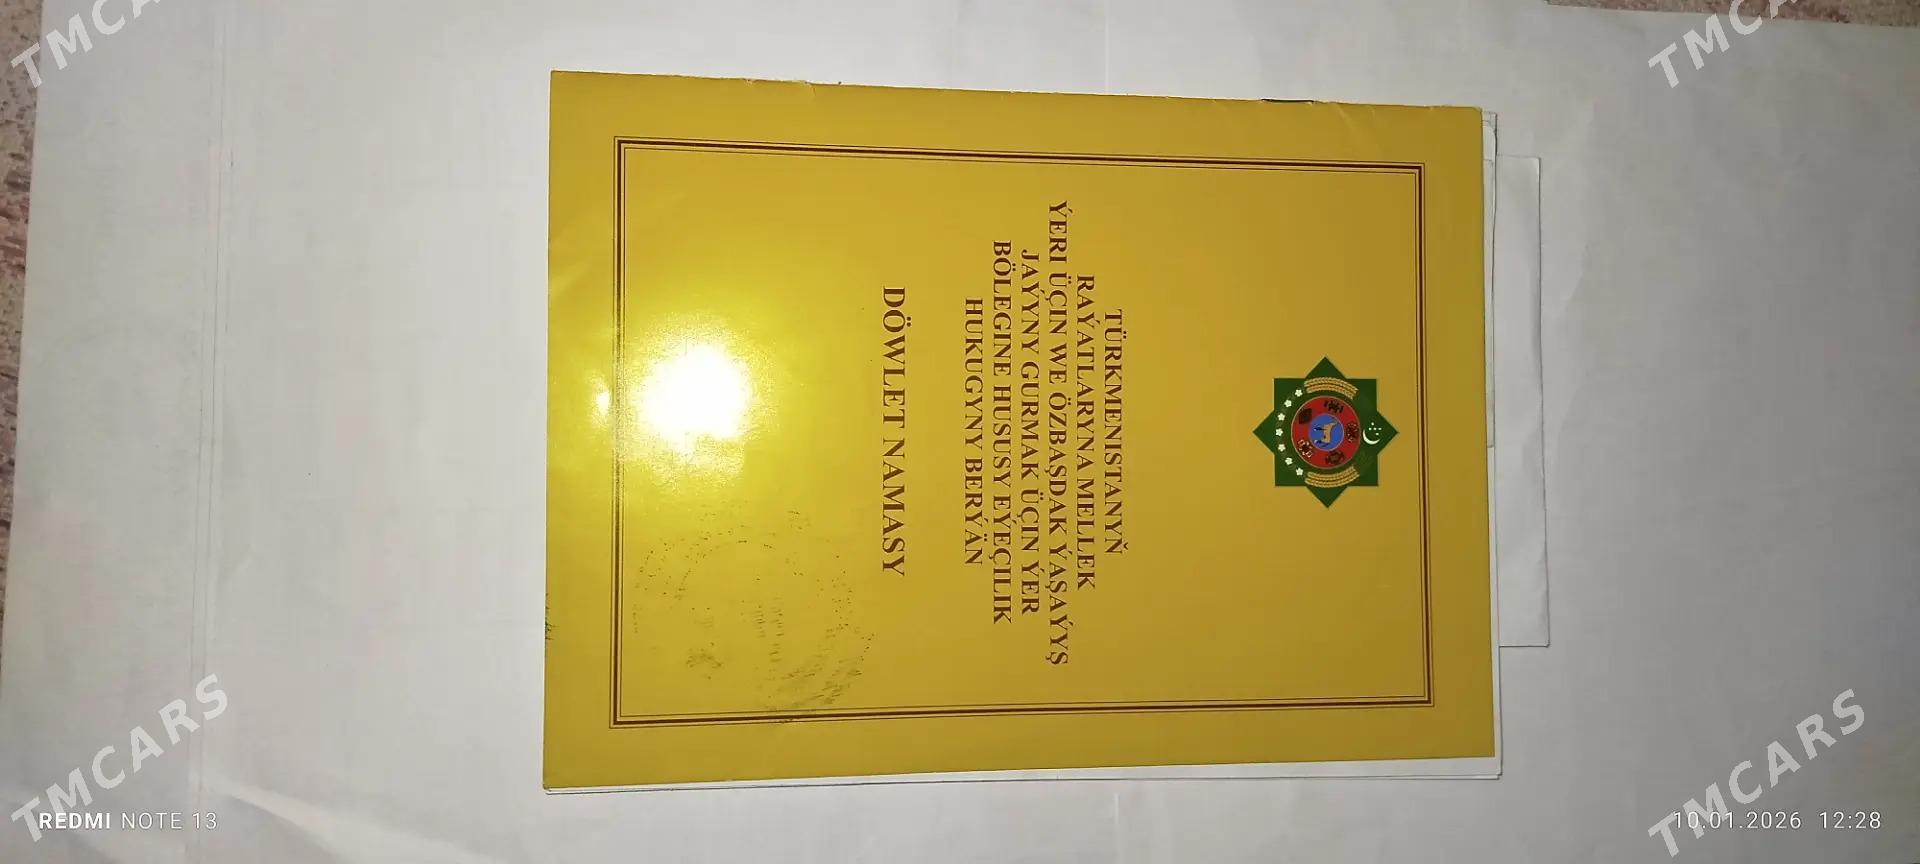 TÜRKMENISTANYŇ
RAÝATLARYNA MELLEK
ÝERI ÜÇIN WE ÖZBAŞDAK ÝAŞAÝYŞ
JAÝYNY GURMAK ÜÇIN ÝER
BÖLEGINE HUSUSY EÝEÇILIK
HUKUGYNY BERÝÄN
DÖWLET NAMASY
TMCARS
TMCARS
TMCARS
TMCARS
REDMI NOTE 13
10.01.2026 12:28